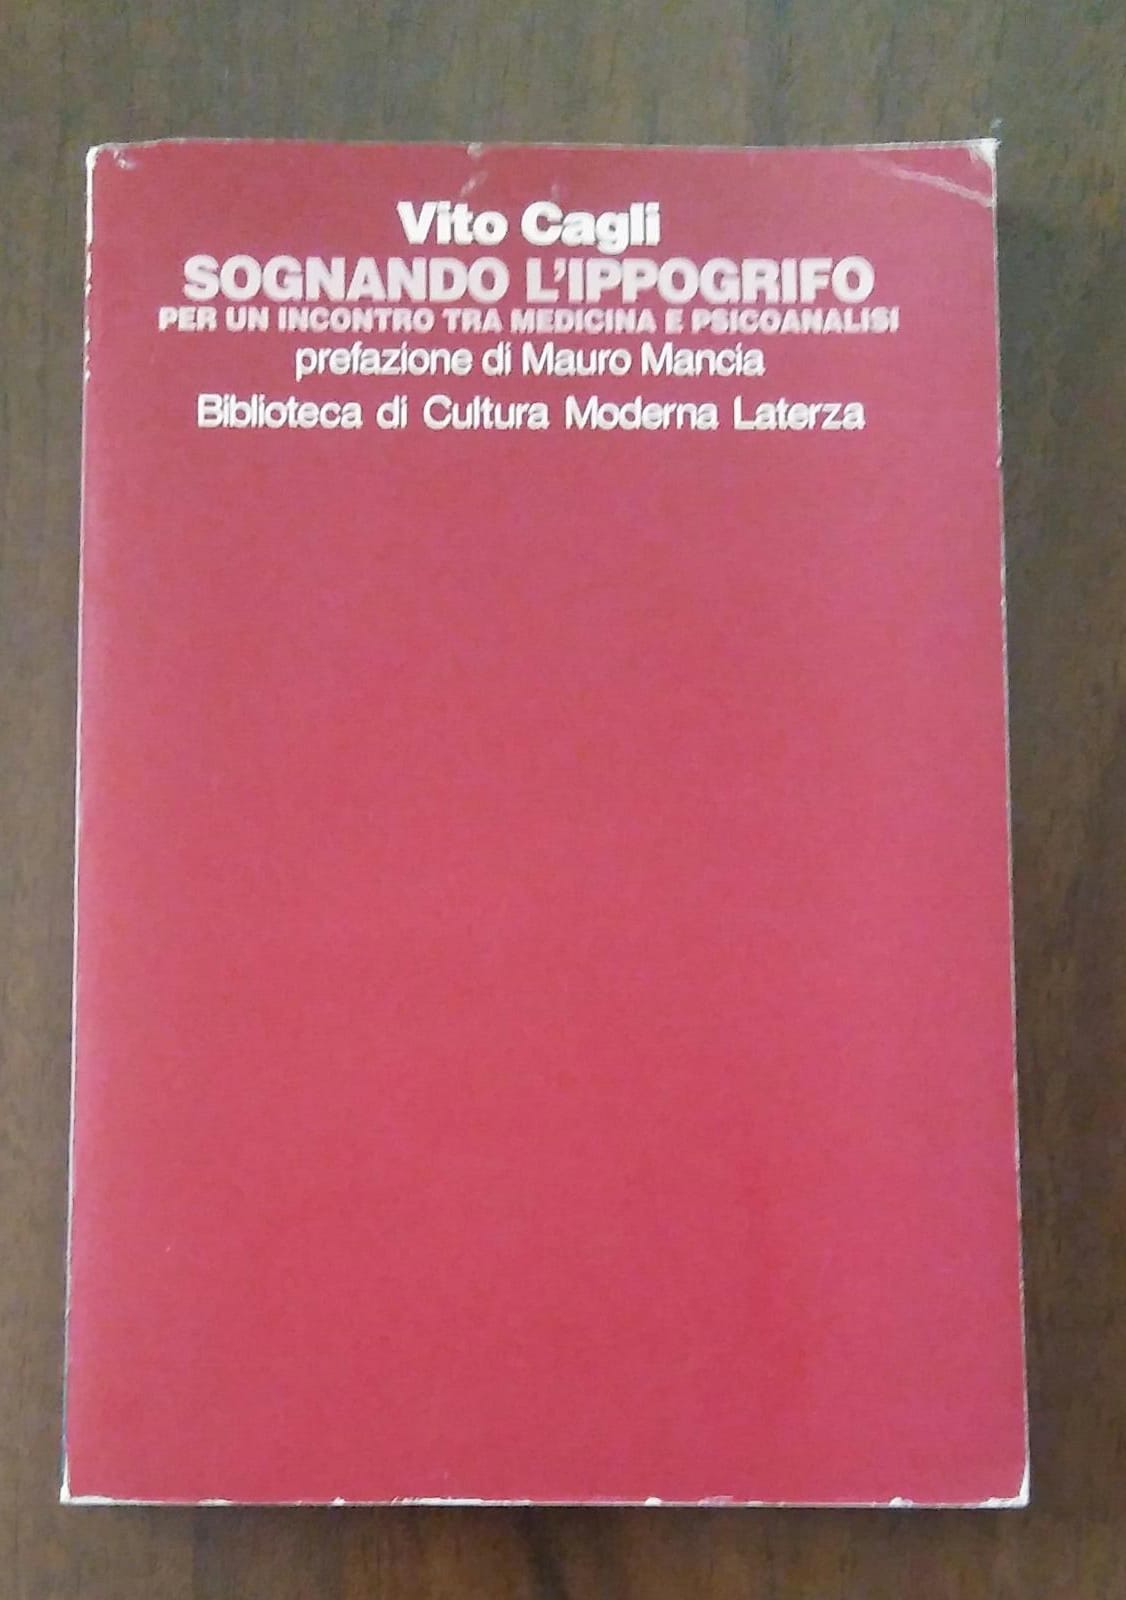 Vito Cagli
SOGNANDO L'IPPOGRIFO
PER UN INCONTRO TRA MEDICINA E PSICOANALISI
prefazione di Mauro Mancia
Biblioteca di Cultura Moderna Laterza